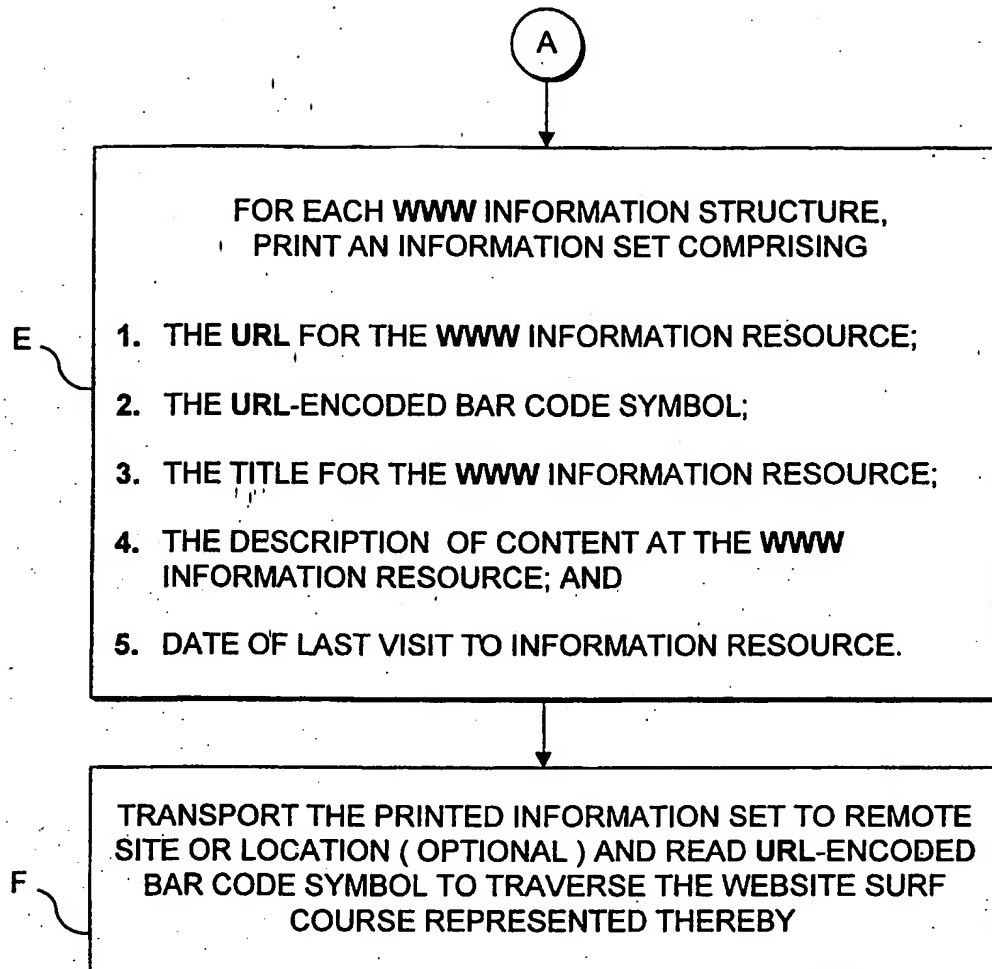 A
FOR EACH WWW INFORMATION STRUCTURE,
PRINT AN INFORMATION SET COMPRISING
E
1. THE URL FOR THE WWW INFORMATION RESOURCE;
2. THE URL-ENCODED BAR CODE SYMBOL;
3. THE TITLE FOR THE WWW INFORMATION RESOURCE;
4. THE DESCRIPTION OF CONTENT AT THE WWW
INFORMATION RESOURCE; AND
5. DATE OF LAST VISIT TO INFORMATION RESOURCE.
F
TRANSPORT THE PRINTED INFORMATION SET TO REMOTE
SITE OR LOCATION ( OPTIONAL ) AND READ URL-ENCODED
BAR CODE SYMBOL TO TRAVERSE THE WEBSITE SURF
COURSE REPRESENTED THEREBY